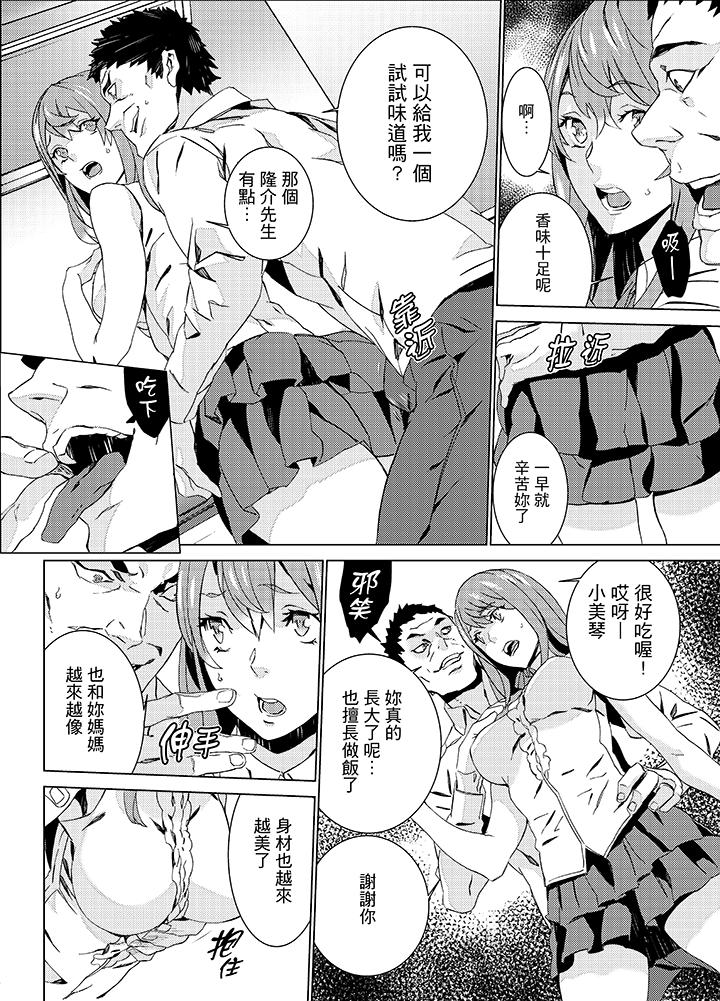 啊…
吸ー
香味十足呢
拉近
一早就
辛苦妳了
可以給我一個
試試味道嗎？
那個
隆介先生
有點…
靠近
吃下
很好吃喔！
哎呀ー
小美琴
邪笑
妳真的
長大了呢…
也擅長做飯了
謝謝你
也和妳媽媽
越來越像
伸手
身材也越來
越美了
抱住